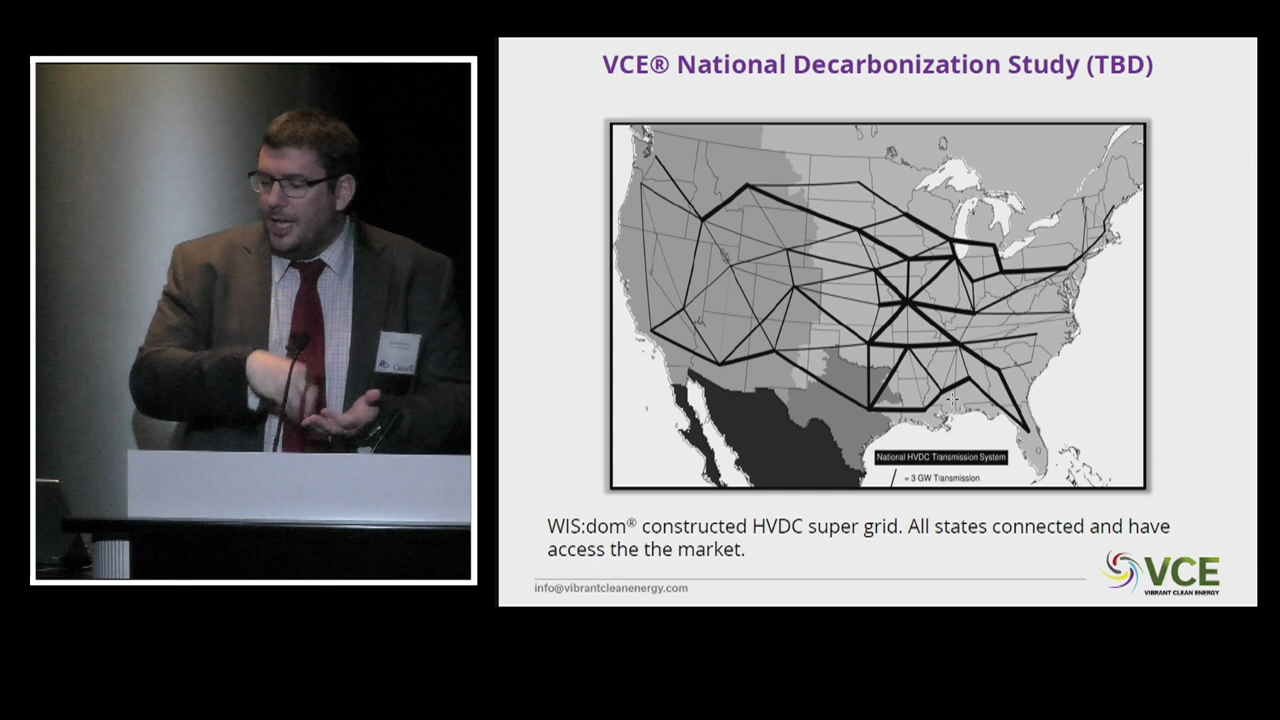 VCE® National Decarbonization Study (TBD)
National HVDC Transmission System
= 3 GW Transmission
WIS:dom® constructed HVDC super grid. All states connected and have
access the the market.
info@vibrantcleanenergy.com
VCE
VIBRANT CLEAN ENERGY